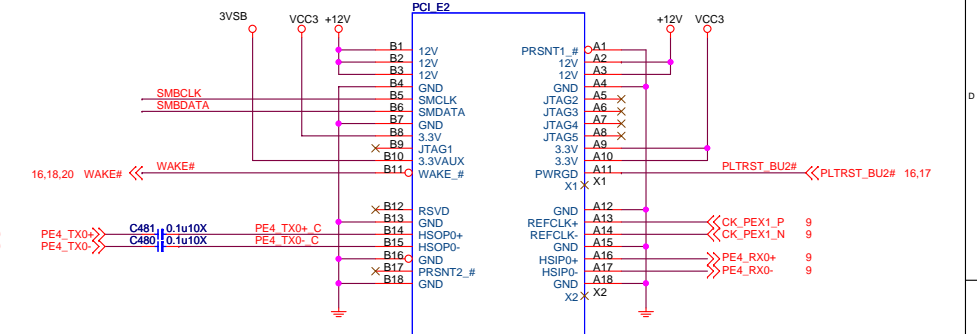 PCI_E2
3VSB VCC3 +12V +12V VCC3
B1 12V PRSNT1_# A1
B2 12V 12V A2
B3 12V 12V A3
B4 GND GND A4
SMBCLK B5 SMCLK JTAG2 A5
SMBDATA B6 SMDATA JTAG3 A6
B7 GND JTAG4 A7
B8 3.3V JTAG5 A8
B9 JTAG1 3.3V A9
B10 3.3VAUX 3.3V A10
16,18,20 WAKE# WAKE# B11 WAKE_# PWRGD A11 PLTRST_BU2# PLTRST_BU2# 16,17
X1 X1
B12 RSVD GND A12
B13 GND REFCLK+ A13 CK_PEX1_P 9
PE4_TX0+ C481 0.1u10X PE4_TX0+_C B14 HSOP0+ REFCLK- A14 CK_PEX1_N 9
PE4_TX0- C480 0.1u10X PE4_TX0-_C B15 HSOP0- GND A15
B16 GND HSIP0+ A16 PE4_RX0+ 9
B17 PRSNT2_# HSIP0- A17 PE4_RX0- 9
B18 GND GND A18
X2 X2
D